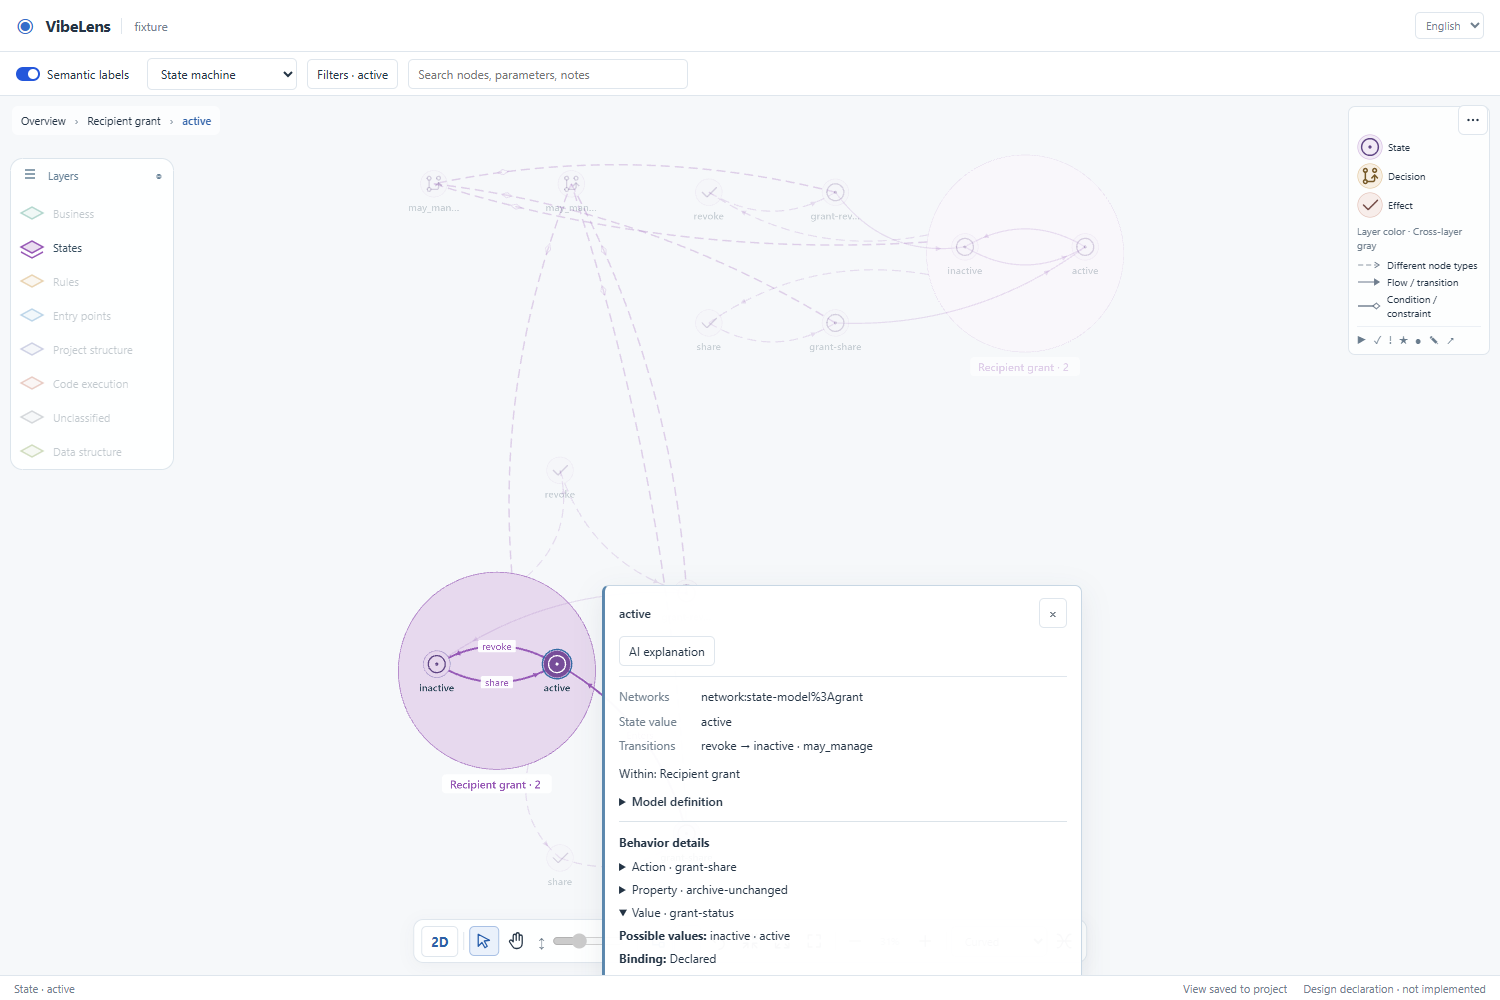 VibeLens
fixture
English
Semantic labels
State machine
Filters · active
Search nodes, parameters, notes
Overview › Recipient grant › active
Layers
Business
States
Rules
Entry points
Project structure
Code execution
Unclassified
Data structure
State
Decision
Effect
Layer color · Cross-layer
gray
Different node types
Flow / transition
Condition /
constraint
may_man...
may_man...
revoke
grant-rev...
inactive
active
share
grant-share
Recipient grant · 2
revoke
revoke
share
inactive
active
Recipient grant · 2
share
active
×
AI explanation
Networks network:state-model%3Agrant
State value active
Transitions revoke → inactive · may_manage
Within: Recipient grant
Model definition
Behavior details
Action · grant-share
Property · archive-unchanged
Value · grant-status
Possible values: inactive · active
Binding: Declared
2D
State · active
View saved to project
Design declaration · not implemented